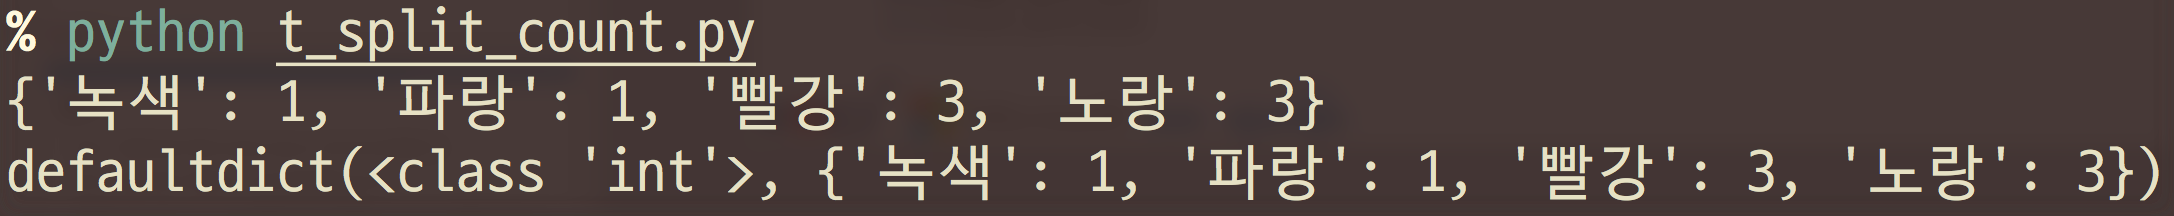 % python t_split_count.py
{'녹색': 1, '파랑': 1, '빨강': 3, '노랑': 3}
defaultdict(<class 'int'>, {'녹색': 1, '파랑': 1, '빨강': 3, '노랑': 3})